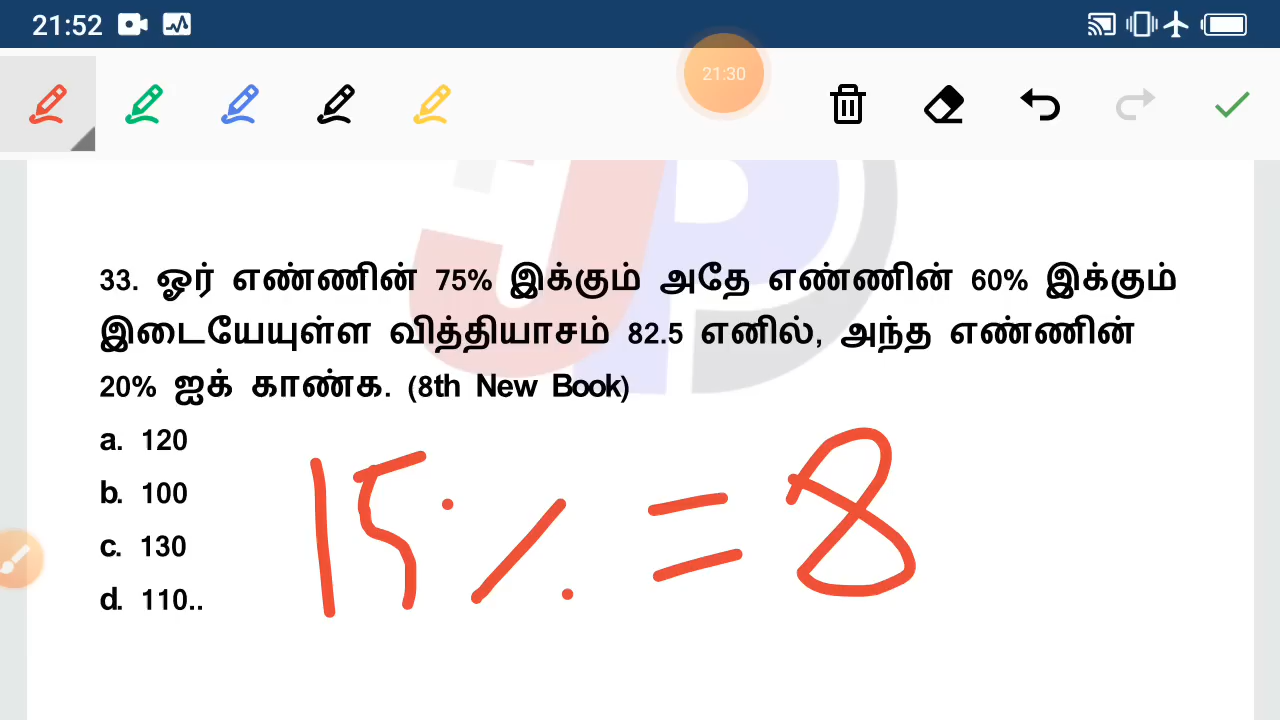 21:52
21:30
33. ஓர் எண்ணின் 75% இக்கும் அதே எண்ணின் 60% இக்கும்
இடையேயுள்ள வித்தியாசம் 82.5 எனில், அந்த எண்ணின்
20% ஐக் காண்க. (8th New Book)
a. 120
b. 100
c. 130
d. 110..
15% = 8